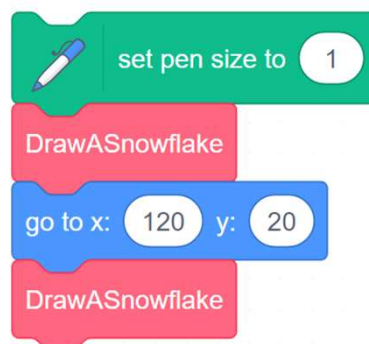 set pen size to 1
DrawASnowflake
go to x: 120 y: 20
DrawASnowflake